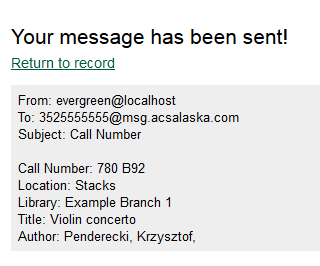 Your message has been sent!
Return to record
From: evergreen@localhost
To: 3525555555@msg.acsalaska.com
Subject: Call Number
Call Number: 780 B92
Location: Stacks
Library: Example Branch 1
Title: Violin concerto
Author: Penderecki, Krzysztof,